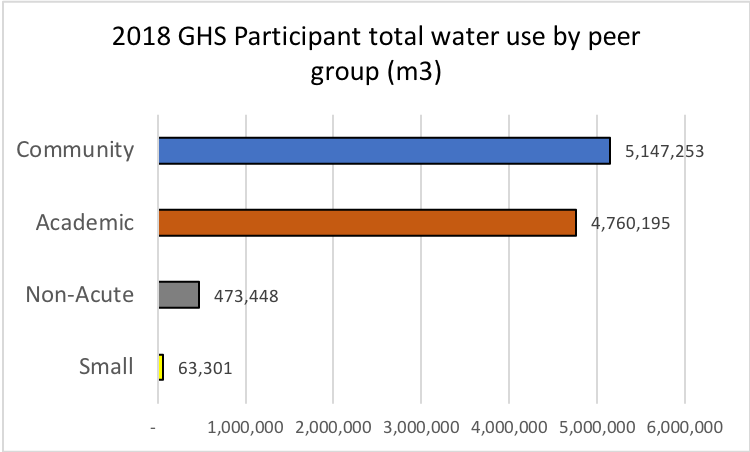 2018 GHS Participant total water use by peer
group (m3)
Community
5,147,253
Academic
4,760,195
Non-Acute
473,448
Small
63,301
- 1,000,000 2,000,000 3,000,000 4,000,000 5,000,000 6,000,000